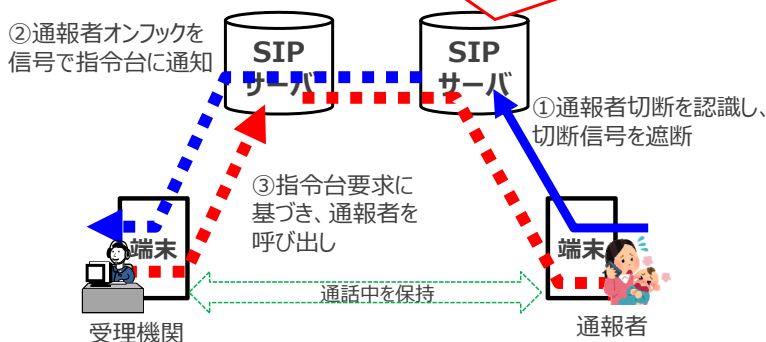 ②通報者オンフックを
信号で指令台に通知
SIP
サーバ
SIP
サーバ
①通報者切断を認識し、
切断信号を遮断
③指令台要求に
基づき、通報者を
呼び出し
端末
端末
通話中を保持
受理機関
通報者